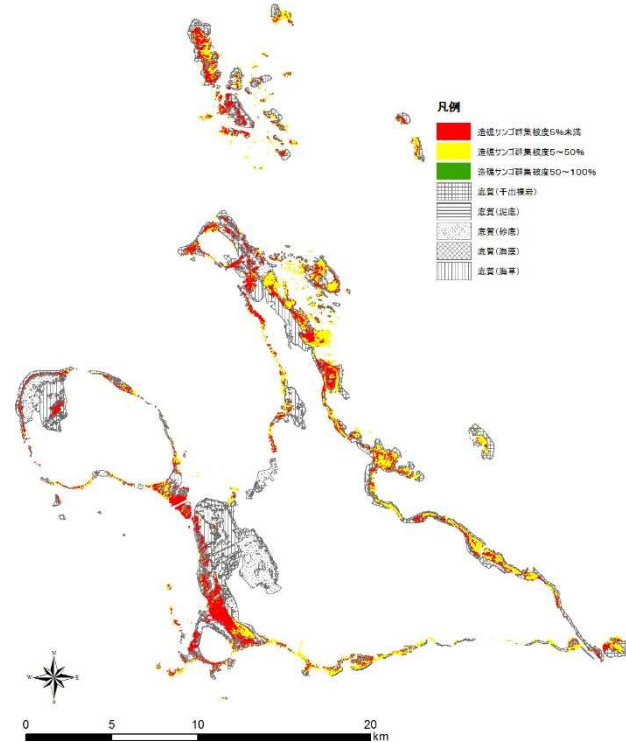 凡例
造礁サンゴ群集被度5%未満
造礁サンゴ群集被度5～50%
造礁サンゴ群集被度50～100%
底質(干出裸岩)
底質(泥底)
底質(砂底)
底質(海藻)
底質(海草)
N
W E
S
0 5 10 20
km